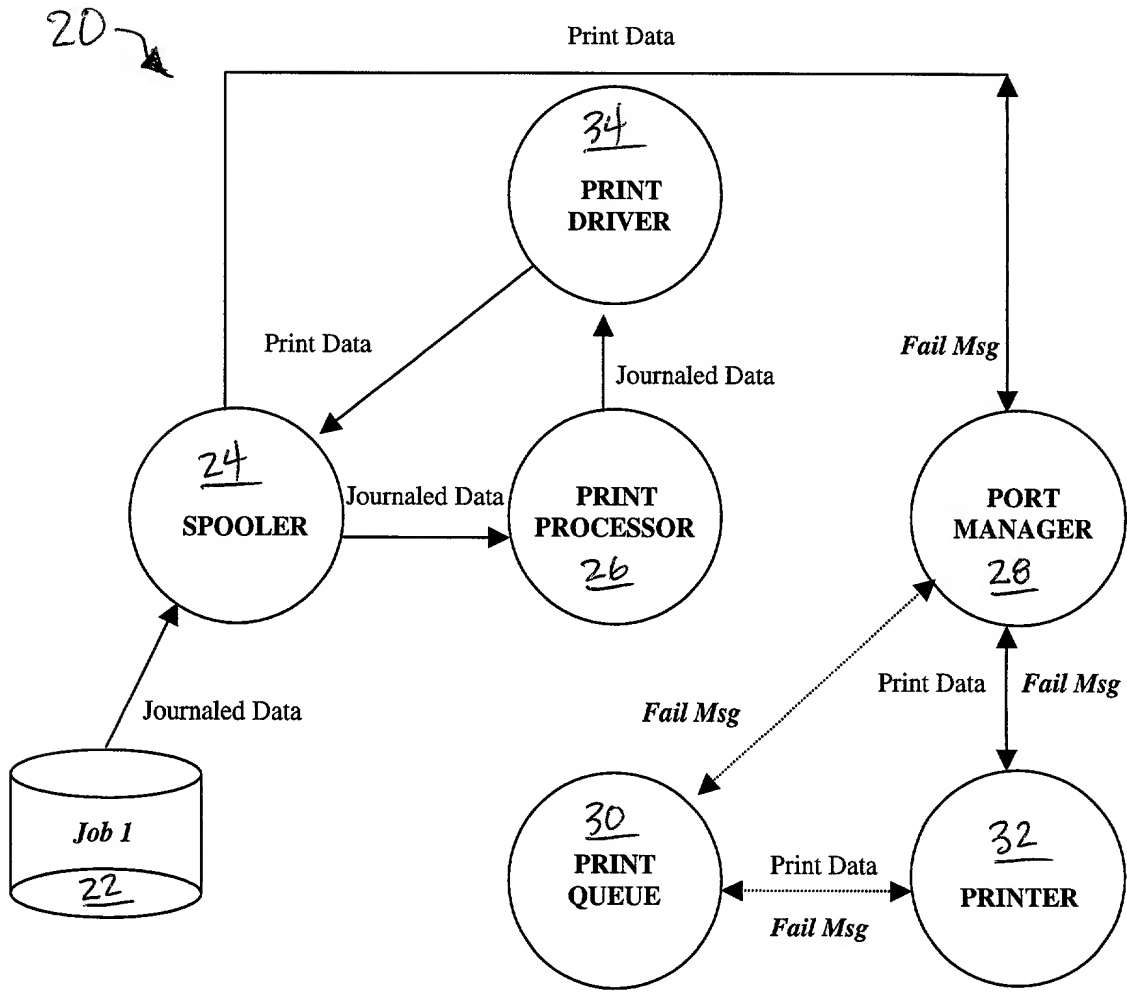 20
Print Data
34
PRINT
DRIVER
Print Data
Fail Msg
Journaled Data
24
SPOOLER
Journaled Data
PRINT
PROCESSOR
26
PORT
MANAGER
28
Print Data
Fail Msg
Journaled Data
Fail Msg
Job 1
22
30
PRINT
QUEUE
Print Data
Fail Msg
32
PRINTER